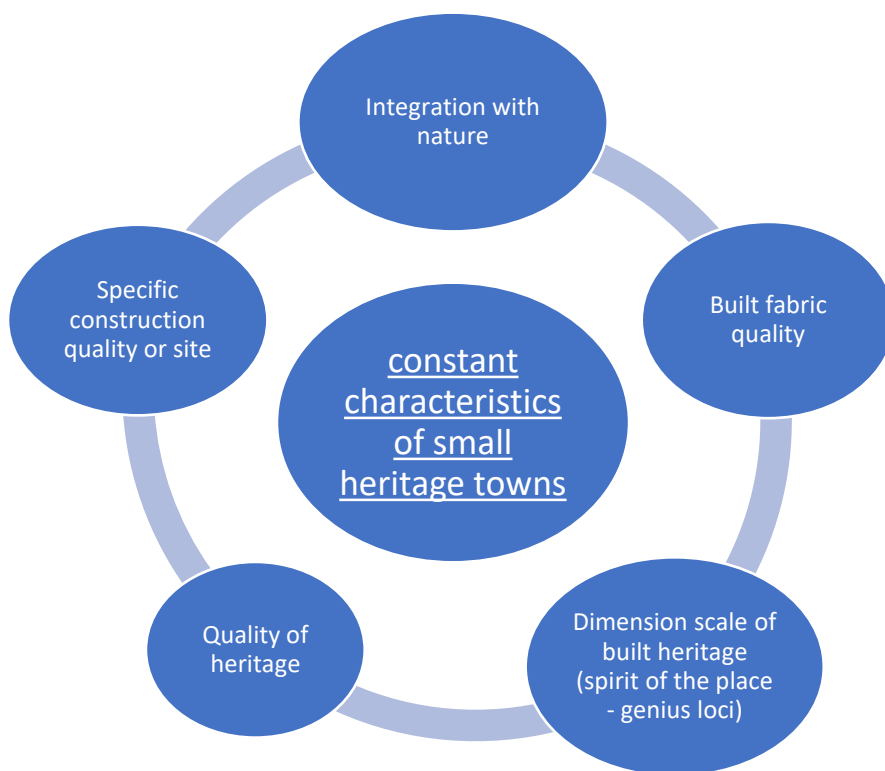 Integration with
nature
Built fabric
quality
Dimension scale of
built heritage
(spirit of the place
- genius loci)
Quality of
heritage
Specific
construction
quality or site
constant
characteristics
of small
heritage towns